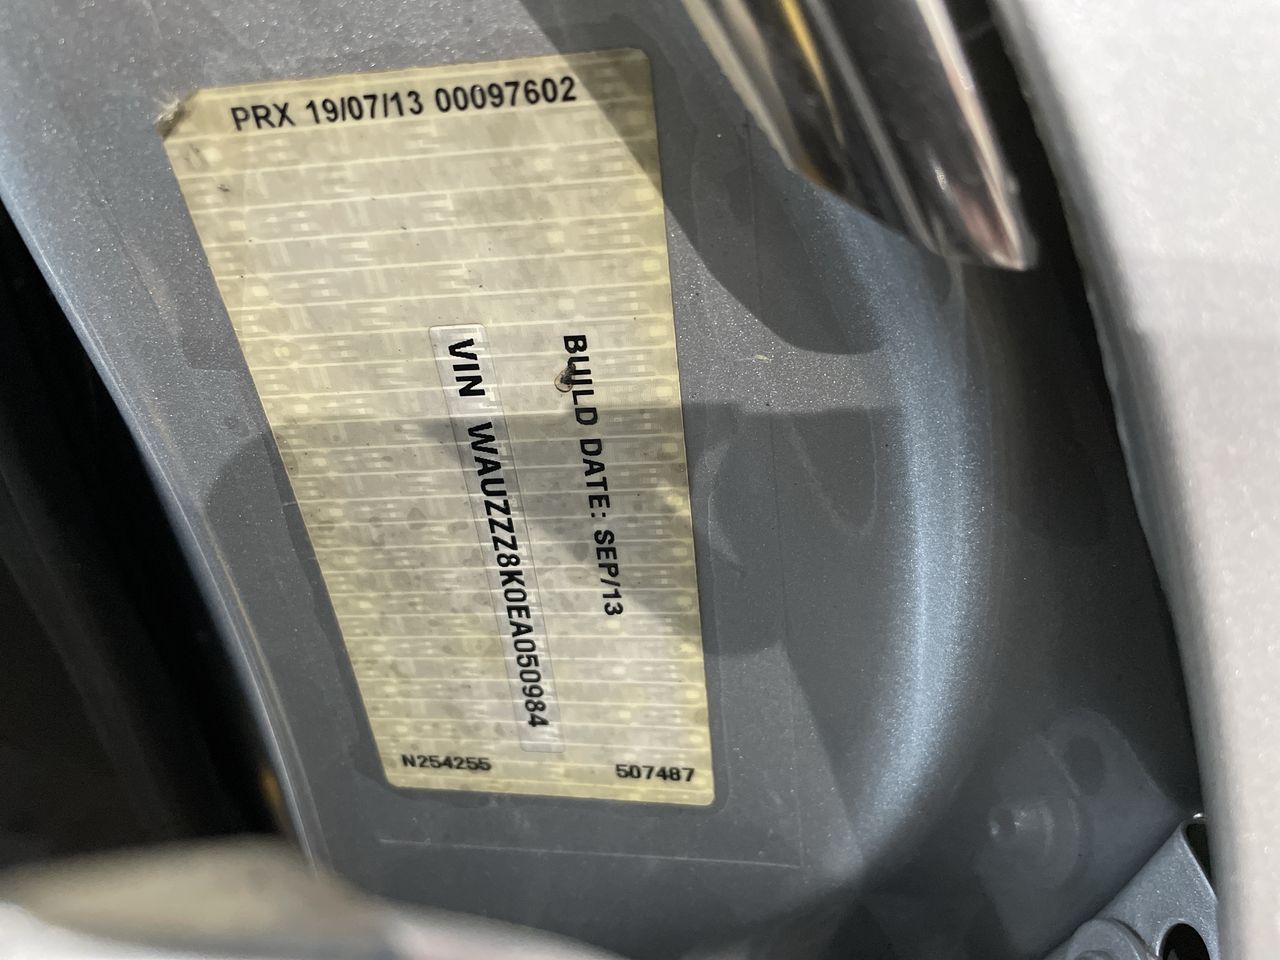 PRX 19/07/13 00097602
BUILD DATE: SEP/13
VIN WAUZZZ8K0EA050984
N254255
507487